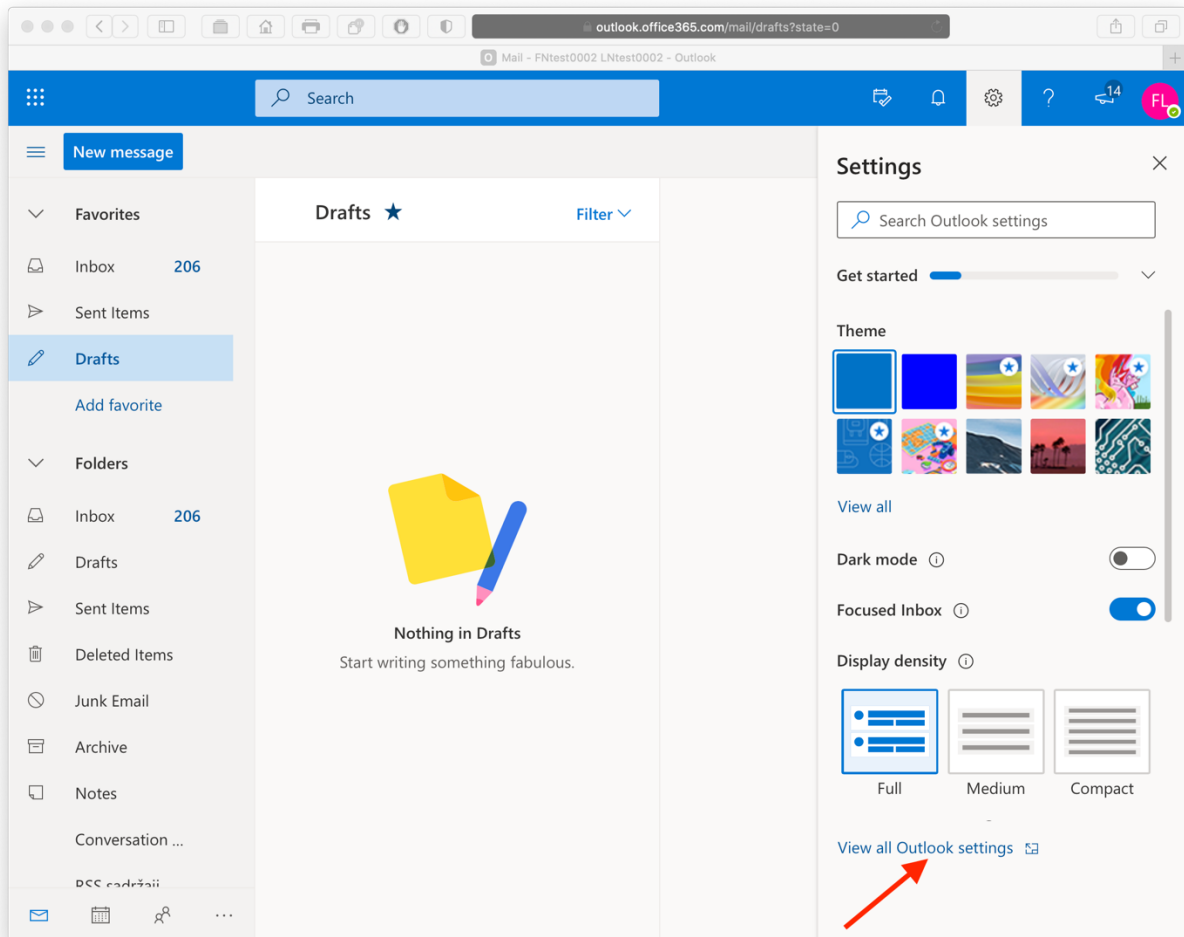 outlook.office365.com/mail/drafts?state=0
Mail - FNtest0002 LNtest0002 - Outlook
Search
14
FL
New message
Favorites
Inbox 206
Sent Items
Drafts
Add favorite
Folders
Inbox 206
Drafts
Sent Items
Deleted Items
Junk Email
Archive
Notes
Conversation ...
RSS sadržaji
Drafts
Filter
Nothing in Drafts
Start writing something fabulous.
Settings
Search Outlook settings
Get started
Theme
View all
Dark mode
Focused Inbox
Display density
Full Medium Compact
View all Outlook settings